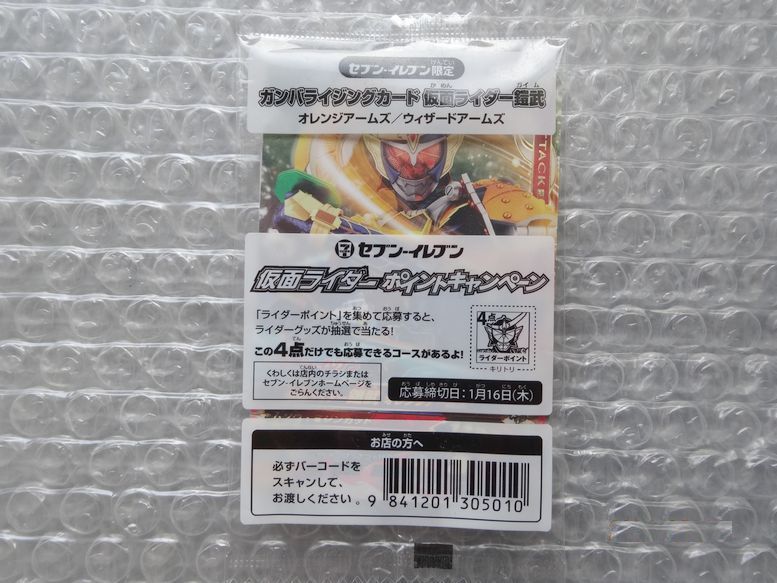 セブン-イレブン限定
ガンバライジングカード 仮面ライダー鎧武
オレンジアームズ／ウィザードアームズ
TACK
セブン-イレブン
仮面ライダー ポイントキャンペーン
「ライダーポイント」を集めて応募すると、
ライダーグッズが抽選で当たる!
この4点だけでも応募できるコースがあるよ!
4点
ライダーポイント
キリトリ
くわしくは店内のチラシまたは
セブン-イレブンホームページを
ごらんください。
応募締切日：1月16日(木)
お店の方へ
必ずバーコードを
スキャンして、
お渡しください。
9 841201 305010